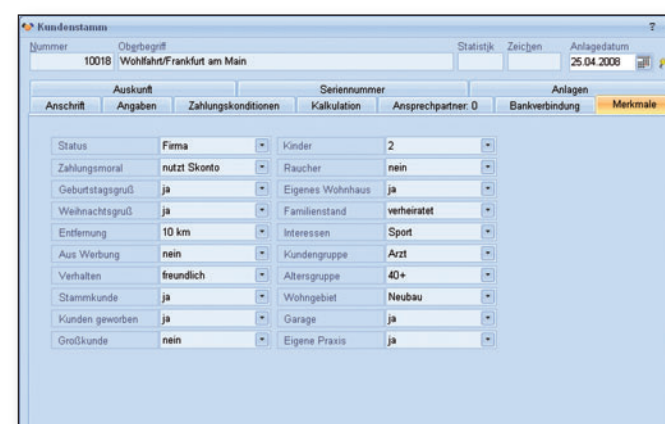 Kundenstamm ?
Nummer Oberbegriff Statistik Zeichen Anlagedatum
10018 Wohlfahrt/Frankfurt am Main 25.04.2008
Auskunft Seriennummer Anlagen
Anschrift Angaben Zahlungskonditionen Kalkulation Ansprechpartner: 0 Bankverbindung Merkmale
Status Firma Kinder 2
Zahlungsmoral nutzt Skonto Raucher nein
Geburtstagsgruß ja Eigenes Wohnhaus ja
Weihnachtsgruß ja Familienstand verheiratet
Entfernung 10 km Interessen Sport
Aus Werbung nein Kundengruppe Arzt
Verhalten freundlich Altersgruppe 40+
Stammkunde ja Wohngebiet Neubau
Kunden geworben ja Garage ja
Großkunde nein Eigene Praxis ja